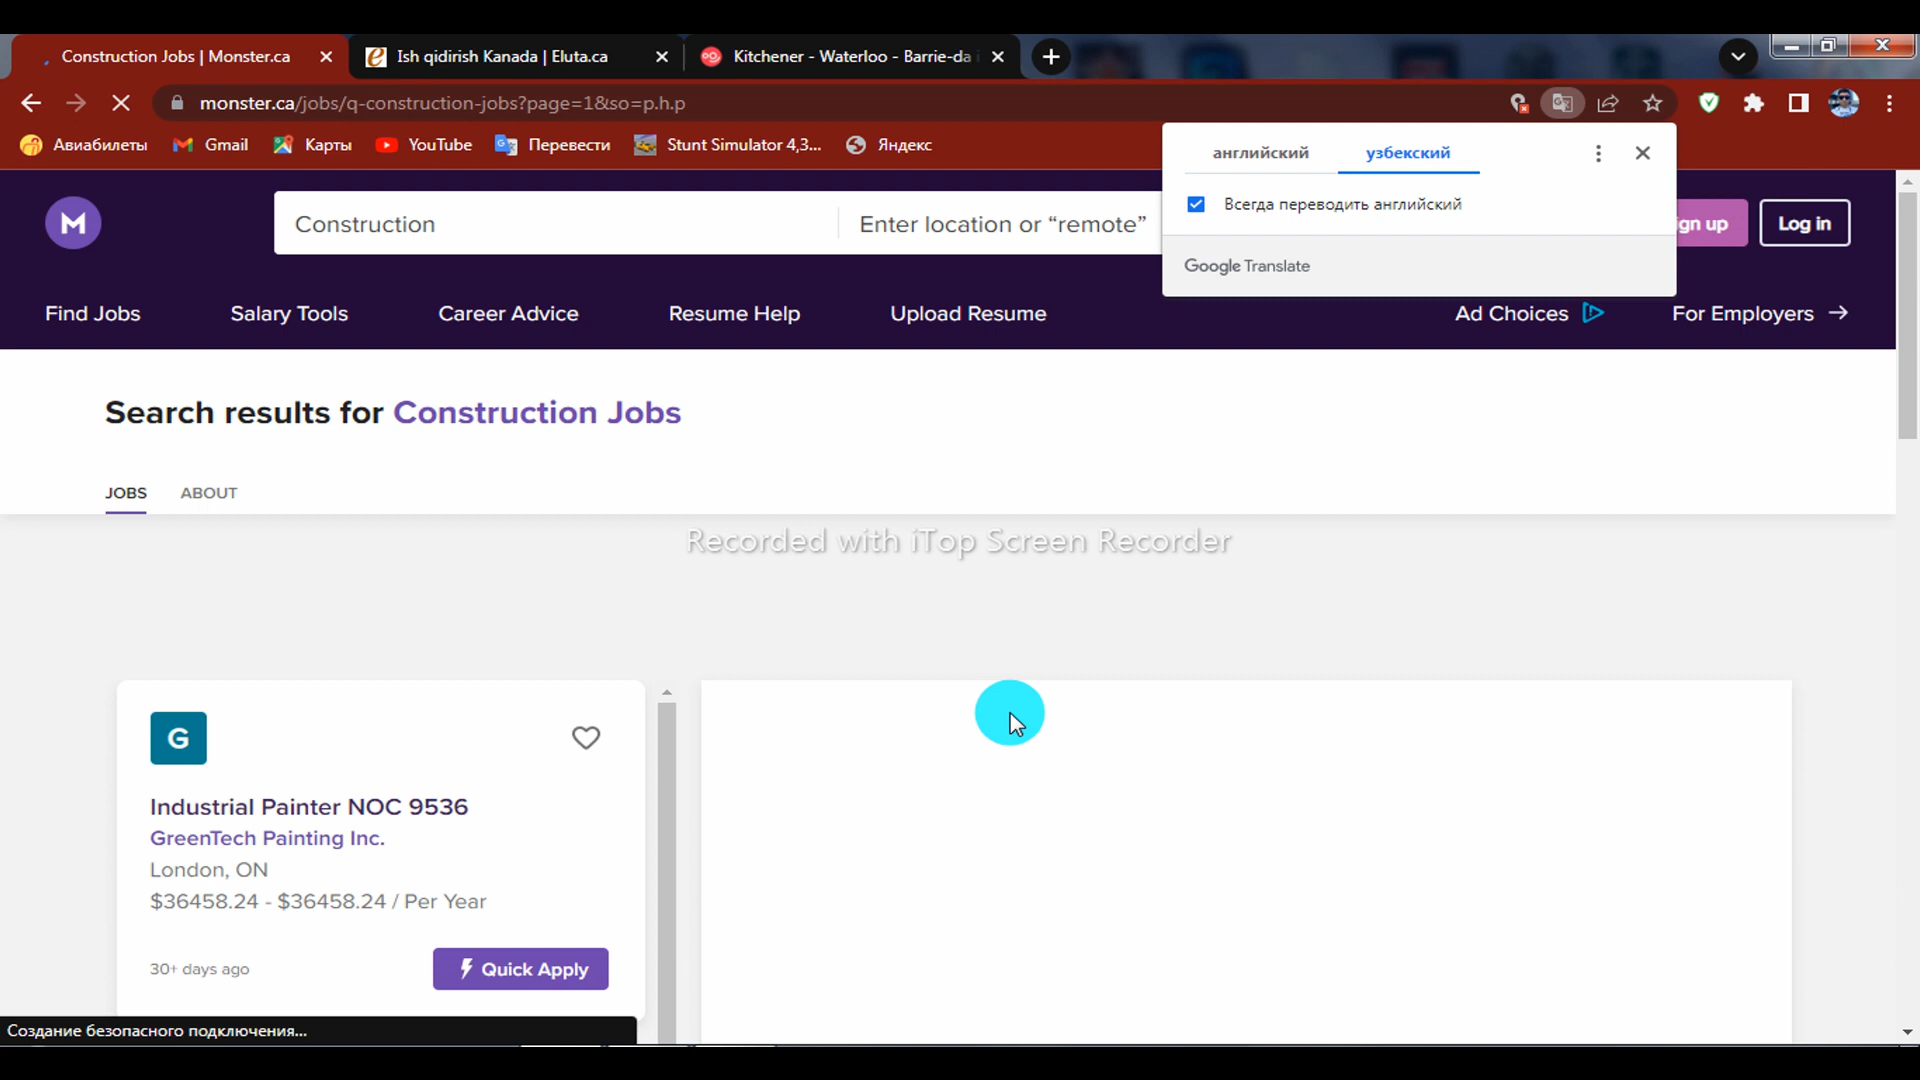 Construction Jobs | Monster.ca
Ish qidirish Kanada | Eluta.ca
Kitchener - Waterloo - Barrie-da
monster.ca/jobs/q-construction-jobs?page=1&so=p.h.p
Авиабилеты
Gmail
Карты
YouTube
Перевести
Stunt Simulator 4,3...
Яндекс
английский
узбекский
Всегда переводить английский
Google Translate
M
Construction
Enter location or “remote”
gn up
Log in
Find Jobs
Salary Tools
Career Advice
Resume Help
Upload Resume
Ad Choices
For Employers
Search results for Construction Jobs
JOBS
ABOUT
Recorded with iTop Screen Recorder
G
Industrial Painter NOC 9536
GreenTech Painting Inc.
London, ON
$36458.24 - $36458.24 / Per Year
30+ days ago
Quick Apply
Создание безопасного подключения...